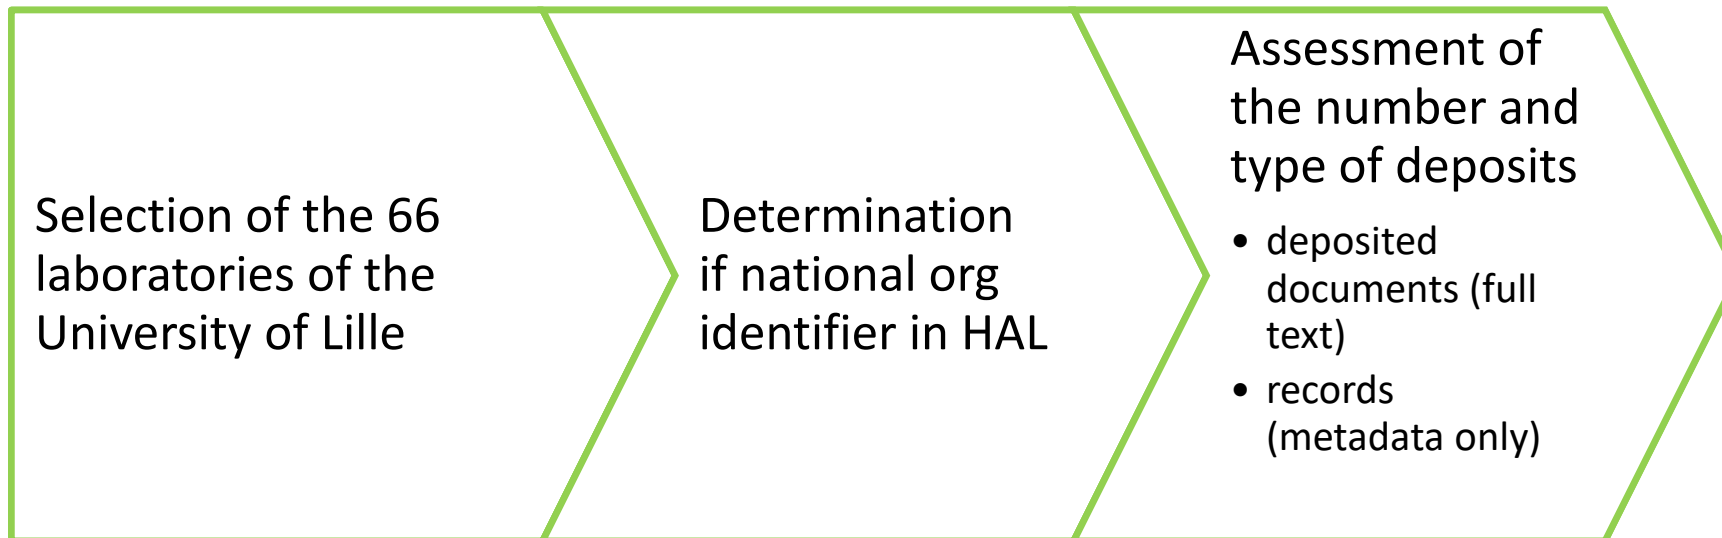 Selection of the 66
laboratories of the
University of Lille
Determination
if national org
identifier in HAL
Assessment of
the number and
type of deposits
• deposited
documents (full
text)
• records
(metadata only)